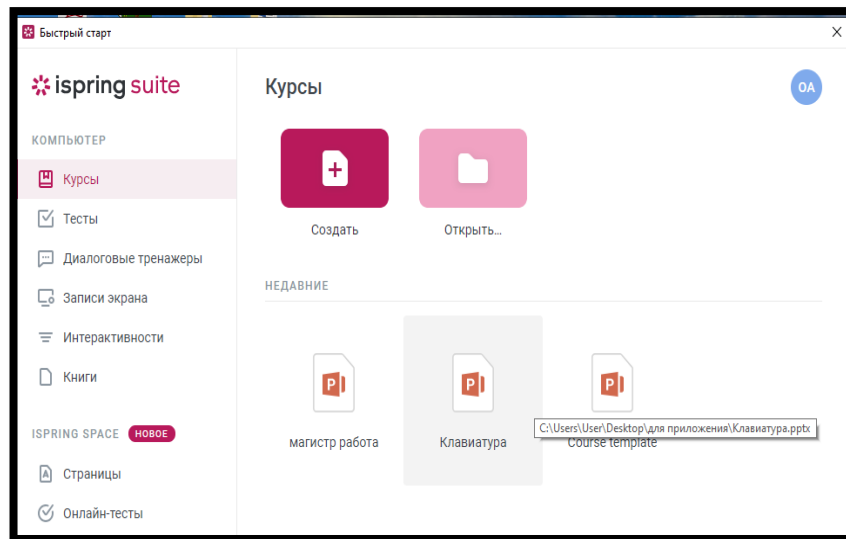 Быстрый старт
ispring suite
КОМПЬЮТЕР
Курсы
Тесты
Диалоговые тренажеры
Записи экрана
Интерактивности
Книги
ISPRING SPACE НОВОЕ
Страницы
Онлайн-тесты
Курсы
OA
Создать
Открыть...
НЕДАВНИЕ
магистр работа
Клавиатура
Course template
C:\Users\User\Desktop\для приложения\Клавиатура.pptx